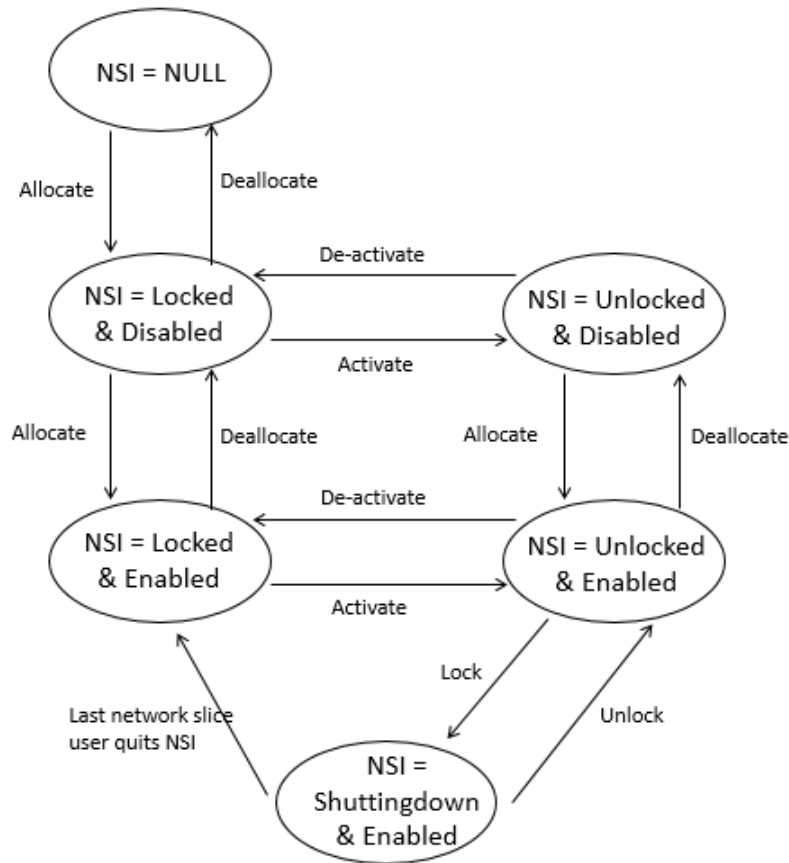 NSI = NULL
Allocate
Deallocate
De-activate
NSI = Locked
& Disabled
NSI = Unlocked
& Disabled
Activate
Allocate
Deallocate
Allocate
Deallocate
De-activate
NSI = Locked
& Enabled
NSI = Unlocked
& Enabled
Activate
Lock
Last network slice
user quits NSI
Unlock
NSI =
Shuttingdown
& Enabled